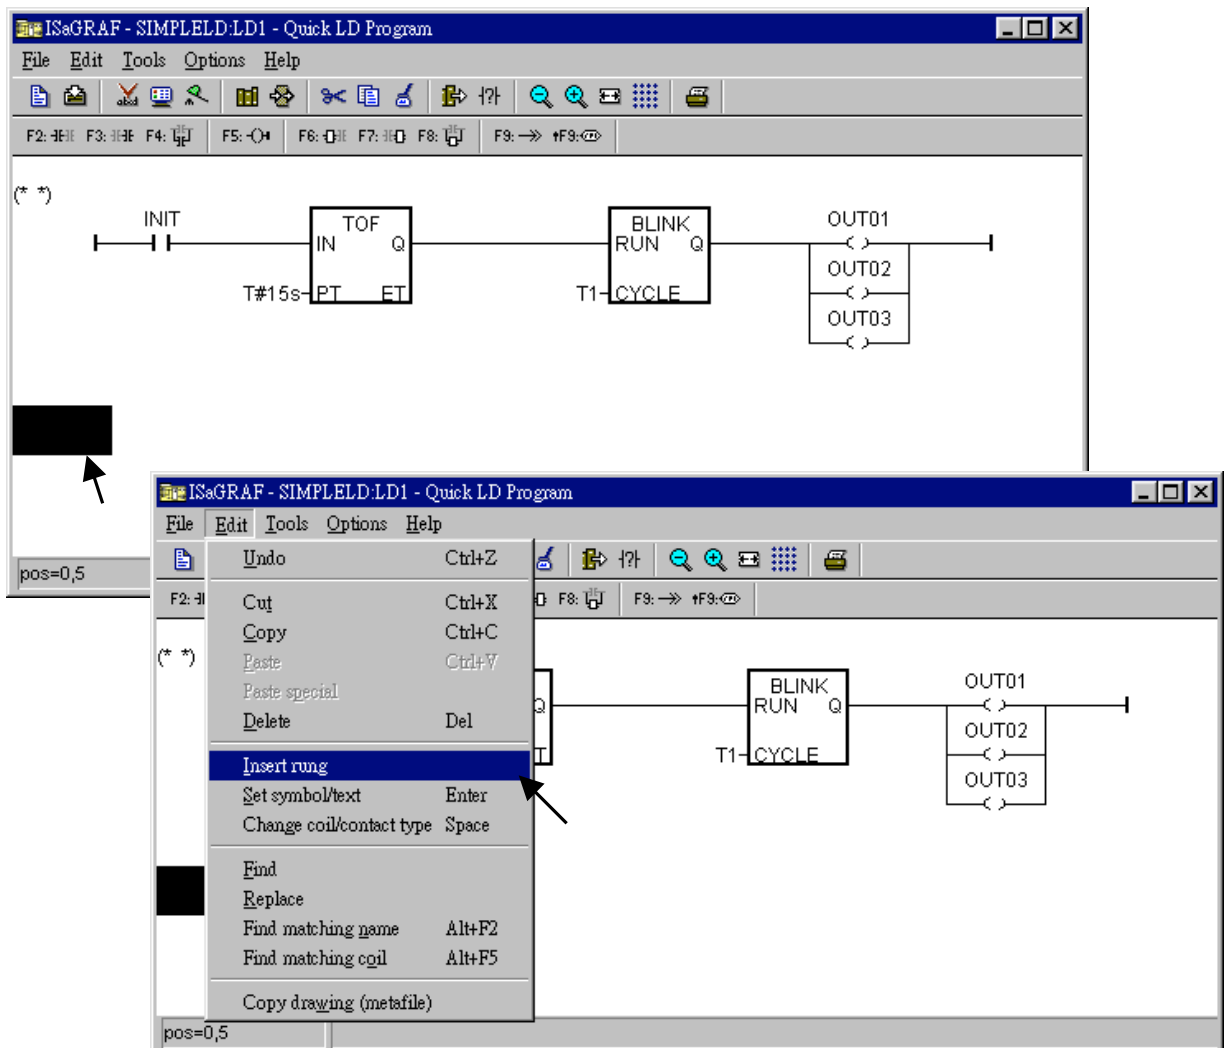 ISaGRAF - SIMPLELD:LD1 - Quick LD Program
File Edit Tools Options Help
F2: F3: F4: F5: F6: F7: F8: F9: F9:
(* *)
INIT
TOF
IN Q
T#15s PT ET
BLINK
RUN Q
T1 CYCLE
OUT01
OUT02
OUT03
pos=0,5
ISaGRAF - SIMPLELD:LD1 - Quick LD Program
File Edit Tools Options Help
F2: F8: F9: F9:
(* *)
Undo Ctrl+Z
Cut Ctrl+X
Copy Ctrl+C
Paste Ctrl+V
Paste special
Delete Del
Insert rung
Set symbol/text Enter
Change coil/contact type Space
Find
Replace
Find matching name Alt+F2
Find matching coil Alt+F5
Copy drawing (metafile)
Q
T
BLINK
RUN Q
T1 CYCLE
OUT01
OUT02
OUT03
pos=0,5